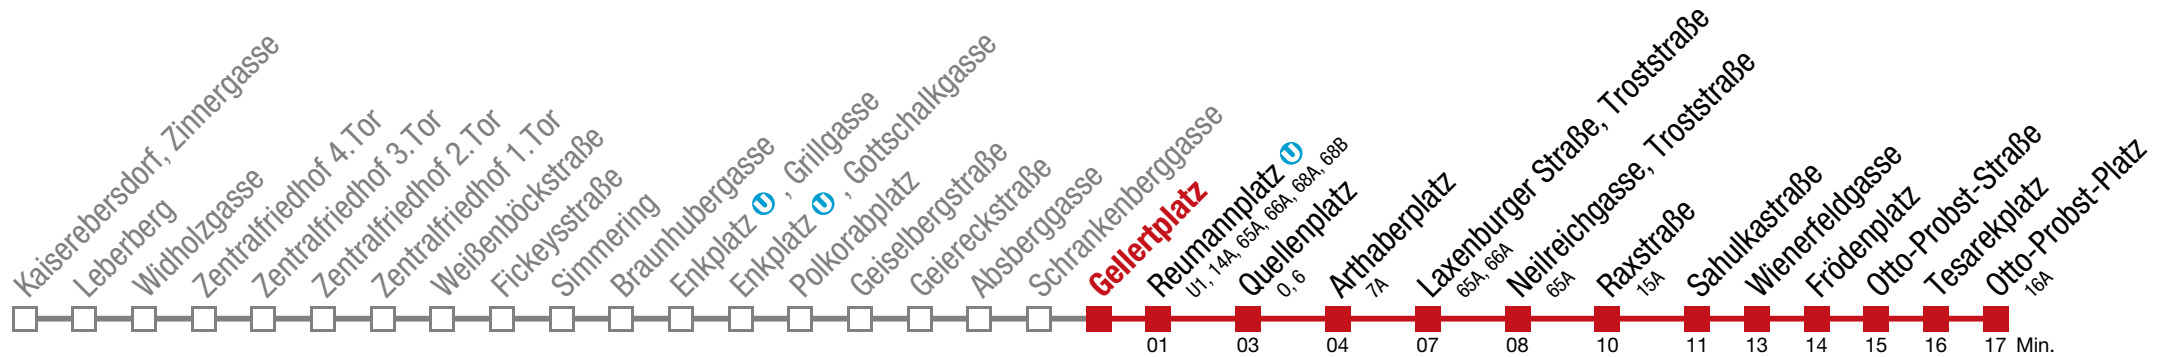 Kaiserebersdorf, Zinnergasse
Leberberg
Widholzgasse
Zentralfriedhof 4.Tor
Zentralfriedhof 3.Tor
Zentralfriedhof 2.Tor
Zentralfriedhof 1.Tor
Weißenböckstraße
Fickeysstraße
Simmering
Braunhubergasse
Enkplatz U , Grillgasse
Enkplatz U , Gottschalkgasse
Polkorabplatz
Geiselbergstraße
Geiereckstraße
Absberggasse
Schrankenberggasse
Gellertplatz
Reumannplatz U
U1, 14A, 65A, 66A, 68A, 68B
Quellenplatz
0, 6
Arthaberplatz
7A
Laxenburger Straße, Troststraße
65A, 66A
Neilreichgasse, Troststraße
65A
Raxstraße
15A
Sahulkastraße
Wienerfeldgasse
Frödenplatz
Otto-Probst-Straße
Tesarekplatz
Otto-Probst-Platz
16A
01 03 04 07 08 10 11 13 14 15 16 17 Min.